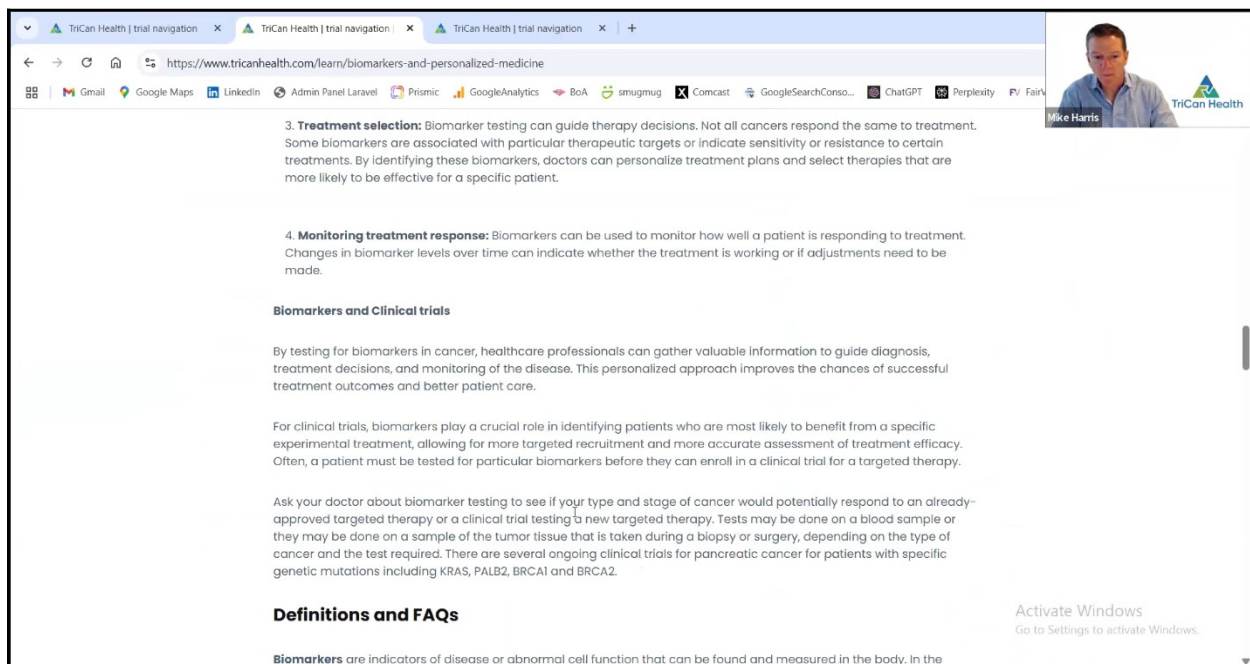 TriCan Health | trial navigation X TriCan Health | trial navigation | X TriCan Health | trial navigation X +
https://www.tricanhealth.com/learn/biomarkers-and-personalized-medicine
Gmail Google Maps LinkedIn Admin Panel Laravel Prismic GoogleAnalytics BoA smugmug Comcast GoogleSearchConso... ChatGPT Perplexity
Mike Harris
TriCan Health
3. Treatment selection: Biomarker testing can guide therapy decisions. Not all cancers respond the same to treatment.
Some biomarkers are associated with particular therapeutic targets or indicate sensitivity or resistance to certain
treatments. By identifying these biomarkers, doctors can personalize treatment plans and select therapies that are
more likely to be effective for a specific patient.
4. Monitoring treatment response: Biomarkers can be used to monitor how well a patient is responding to treatment.
Changes in biomarker levels over time can indicate whether the treatment is working or if adjustments need to be
made.
Biomarkers and Clinical trials
By testing for biomarkers in cancer, healthcare professionals can gather valuable information to guide diagnosis,
treatment decisions, and monitoring of the disease. This personalized approach improves the chances of successful
treatment outcomes and better patient care.
For clinical trials, biomarkers play a crucial role in identifying patients who are most likely to benefit from a specific
experimental treatment, allowing for more targeted recruitment and more accurate assessment of treatment efficacy.
Often, a patient must be tested for particular biomarkers before they can enroll in a clinical trial for a targeted therapy.
Ask your doctor about biomarker testing to see if your type and stage of cancer would potentially respond to an already-
approved targeted therapy or a clinical trial testing a new targeted therapy. Tests may be done on a blood sample or
they may be done on a sample of the tumor tissue that is taken during a biopsy or surgery, depending on the type of
cancer and the test required. There are several ongoing clinical trials for pancreatic cancer for patients with specific
genetic mutations including KRAS, PALB2, BRCA1 and BRCA2.
Definitions and FAQs
Activate Windows
Go to Settings to activate Windows.
Biomarkers are indicators of disease or abnormal cell function that can be found and measured in the body. In the